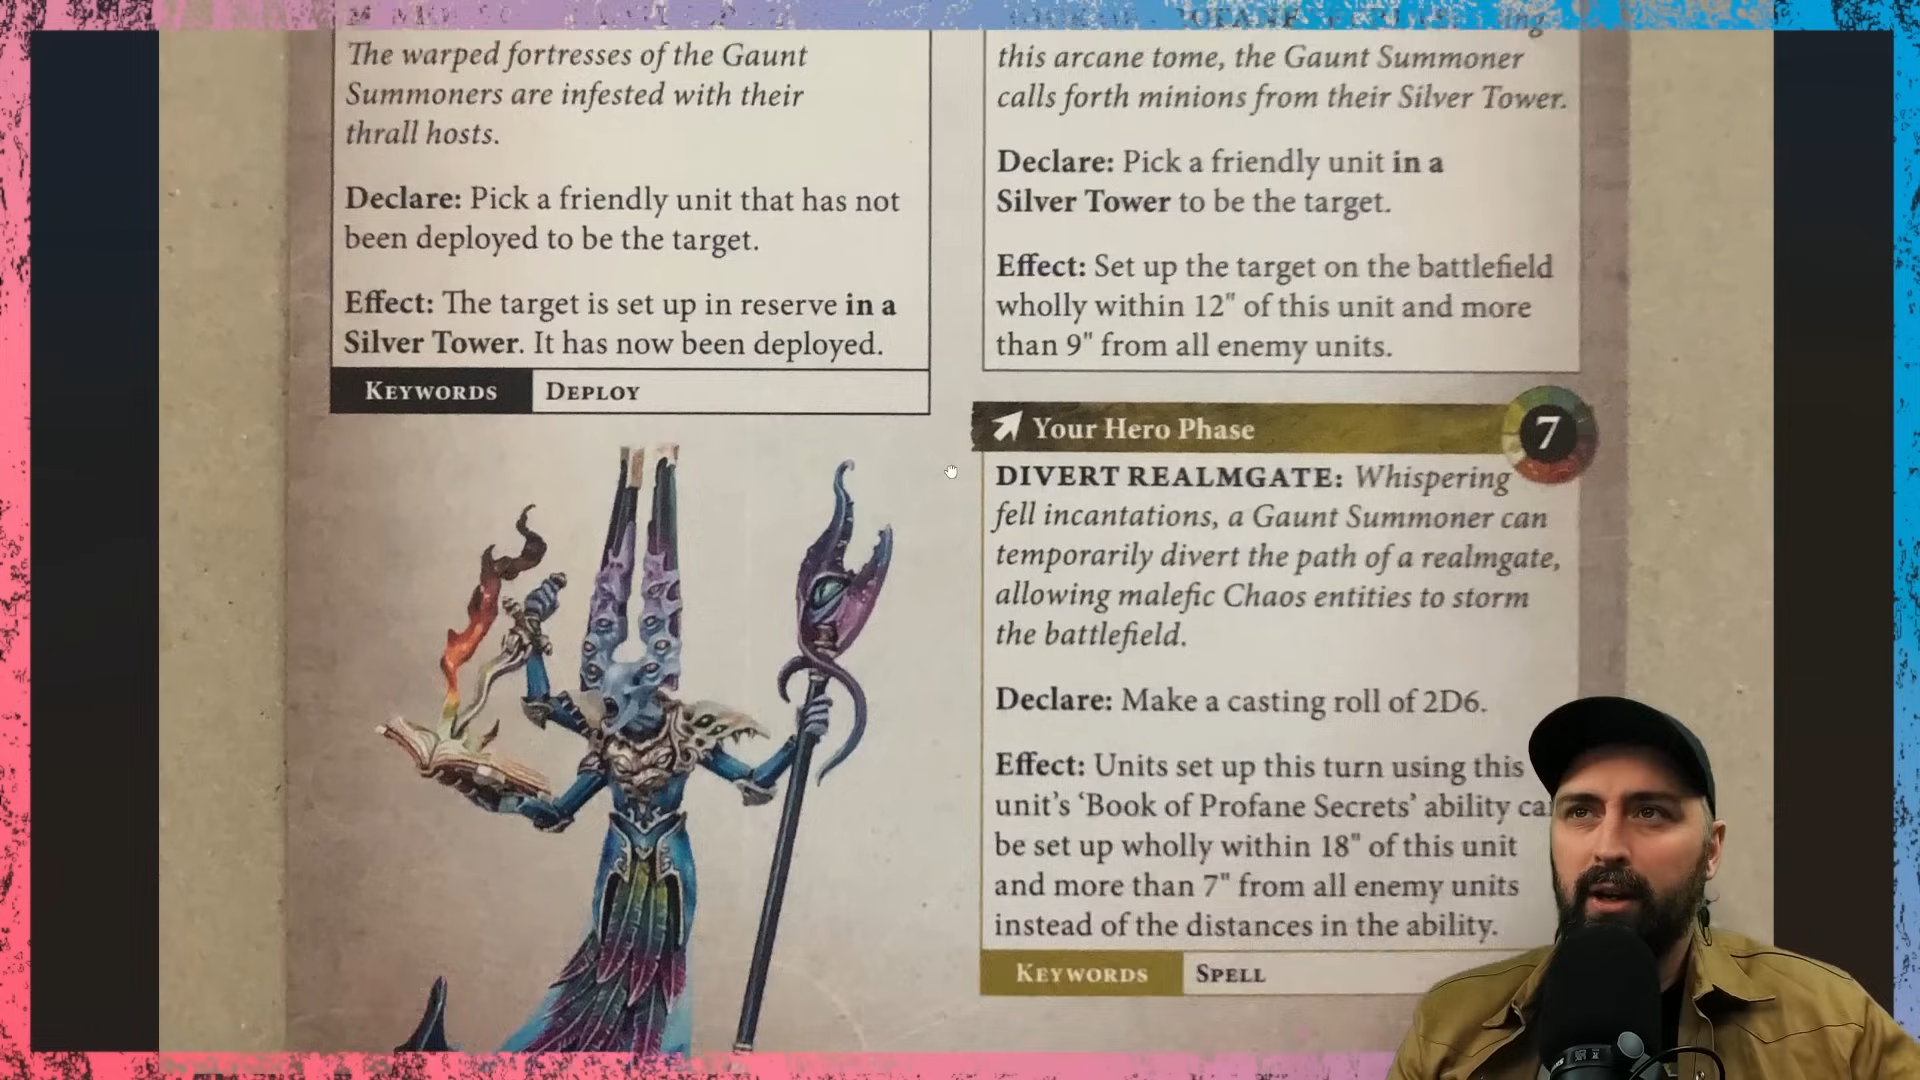 The warped fortresses of the Gaunt
Summoners are infested with their
thrall hosts.
Declare: Pick a friendly unit that has not
been deployed to be the target.
Effect: The target is set up in reserve in a
Silver Tower. It has now been deployed.
KEYWORDS DEPLOY
this arcane tome, the Gaunt Summoner
calls forth minions from their Silver Tower.
Declare: Pick a friendly unit in a
Silver Tower to be the target.
Effect: Set up the target on the battlefield
wholly within 12" of this unit and more
than 9" from all enemy units.
Your Hero Phase 7
DIVERT REALMGATE: Whispering
fell incantations, a Gaunt Summoner can
temporarily divert the path of a realmgate,
allowing malefic Chaos entities to storm
the battlefield.
Declare: Make a casting roll of 2D6.
Effect: Units set up this turn using this
unit's 'Book of Profane Secrets' ability
be set up wholly within 18" of this unit
and more than 7" from all enemy units
instead of the distances in the ability.
KEYWORDS SPELL